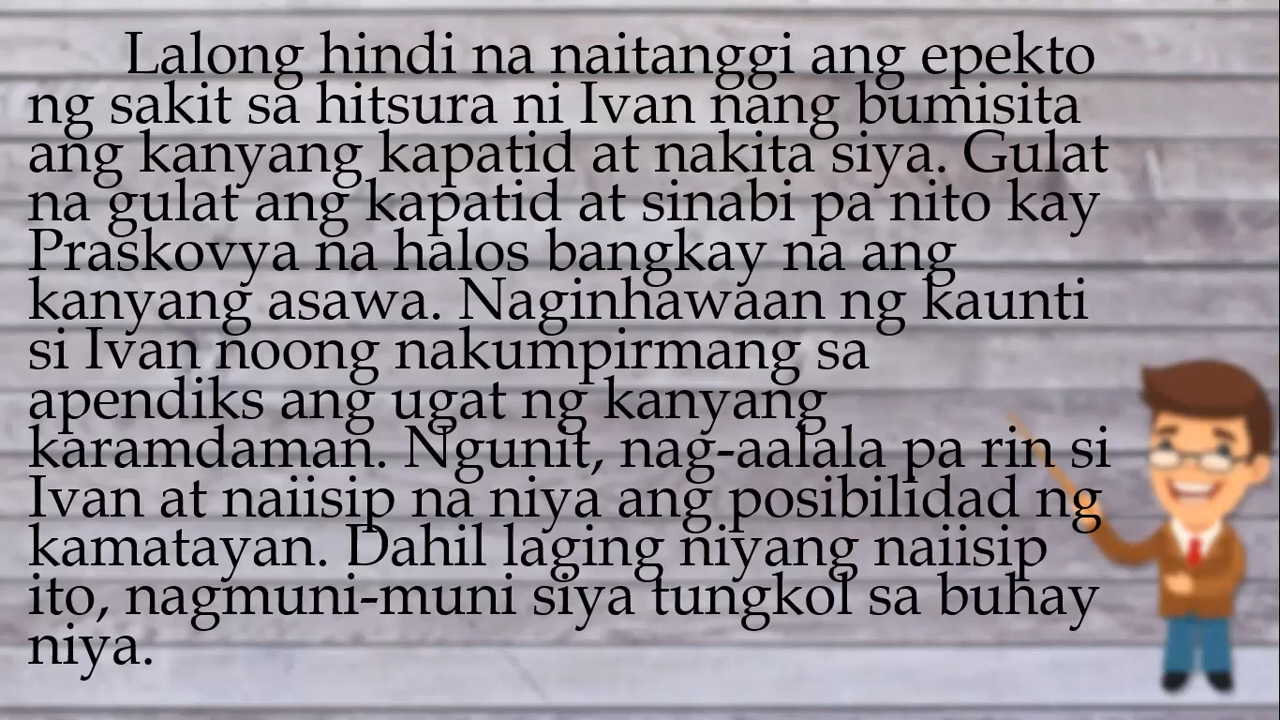 Lalong hindi na naitanggi ang epekto
ng sakit sa hitsura ni Ivan nang bumisita
ang kanyang kapatid at nakita siya. Gulat
na gulat ang kapatid at sinabi pa nito kay
Praskovya na halos bangkay na ang
kanyang asawa. Naginhawaan ng kaunti
si Ivan noong nakumpirmang sa
apendiks ang ugat ng kanyang
karamdaman. Ngunit, nag-aalala pa rin si
Ivan at naiisip na niya ang posibilidad ng
kamatayan. Dahil laging niyang naiisip
ito, nagmuni-muni siya tungkol sa buhay
niya.